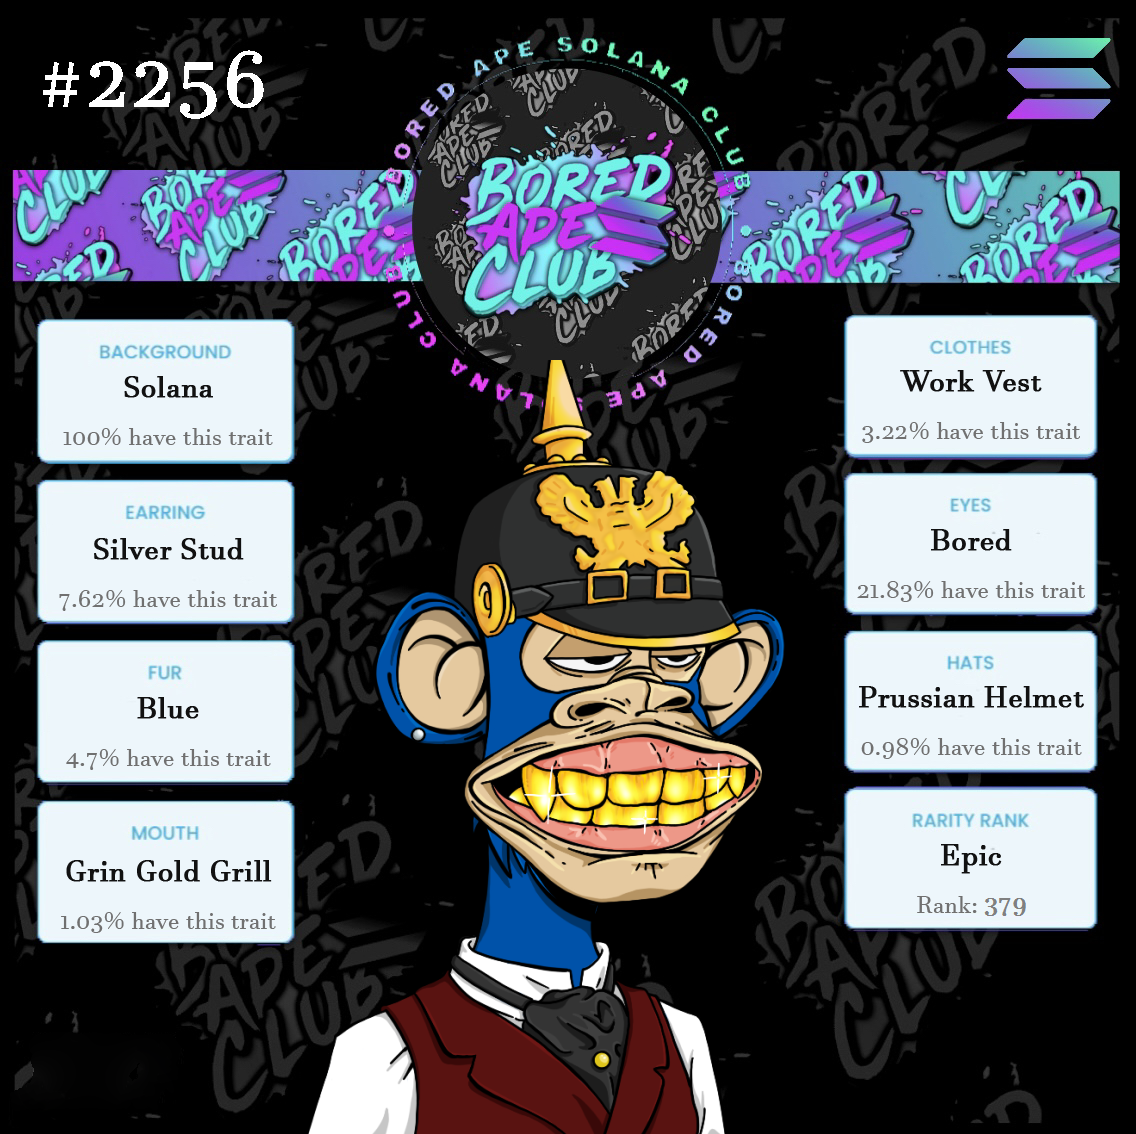 #2256
BORED APE SOLANA CLUB
BORED APE SOLANA CLUB
BORED
APE
CLUB
BACKGROUND
Solana
100% have this trait
EARRING
Silver Stud
7.62% have this trait
FUR
Blue
4.7% have this trait
MOUTH
Grin Gold Grill
1.03% have this trait
CLOTHES
Work Vest
3.22% have this trait
EYES
Bored
21.83% have this trait
HATS
Prussian Helmet
0.98% have this trait
RARITY RANK
Epic
Rank: 379